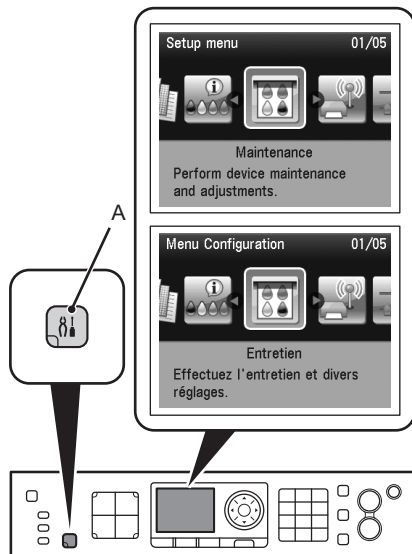 Setup menu 01/05
Maintenance
Perform device maintenance
and adjustments.
A
Menu Configuration 01/05
Entretien
Effectuez l'entretien et divers
réglages.